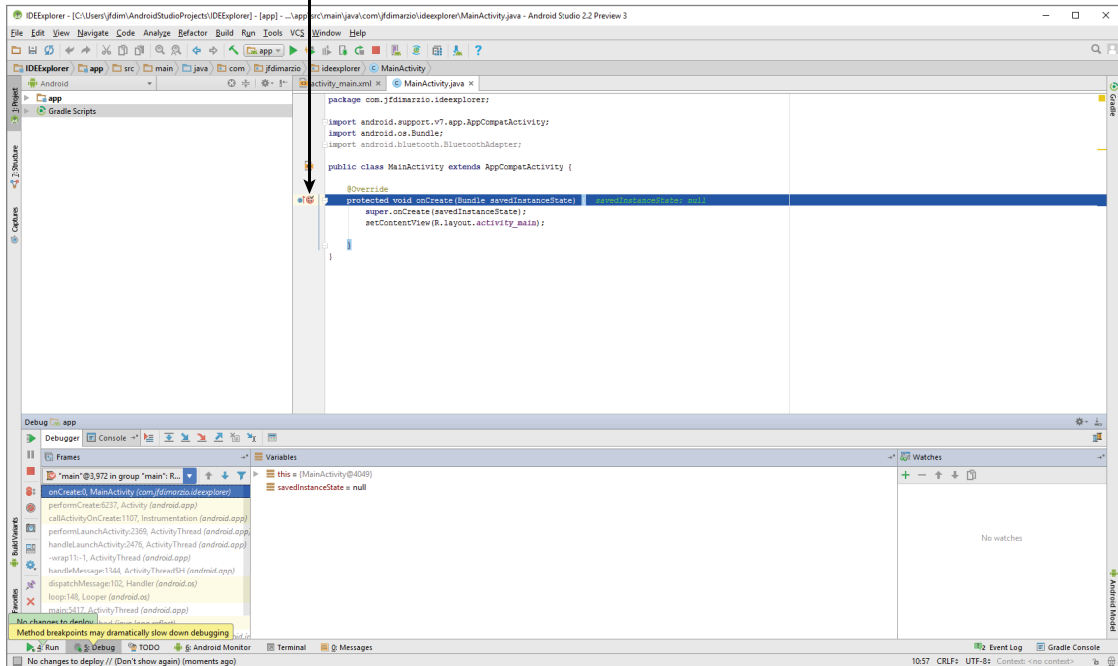 IDEExplorer - [C:\Users\jfdim\AndroidStudioProjects\IDEExplorer] - [app] - ...\app\src\main\java\com\jfdimarzio\ideexplorer\MainActivity.java - Android Studio 2.2 Preview 3
File Edit View Navigate Code Analyze Refactor Build Run Tools VCS Window Help
app
IDEExplorer app src main java com jfdimarzio ideexplorer MainActivity
Android
activity_main.xml × MainActivity.java ×
1: Project
2: Structure
Captures
Build Variants
Favorites
Gradle
Android Model
app
Gradle Scripts
package com.jfdimarzio.ideexplorer;
import android.support.v7.app.AppCompatActivity;
import android.os.Bundle;
import android.bluetooth.BluetoothAdapter;
public class MainActivity extends AppCompatActivity {
@Override
protected void onCreate(Bundle savedInstanceState) { savedInstanceState: null
super.onCreate(savedInstanceState);
setContentView(R.layout.activity_main);
}
}
Debug app
Debugger Console
Frames
Variables
Watches
"main"@3,972 in group "main": R...
this = {MainActivity@4049}
savedInstanceState = null
No watches
onCreate:0, MainActivity (com.jfdimarzio.ideexplorer)
performCreate:6237, Activity (android.app)
callActivityOnCreate:1107, Instrumentation (android.app)
performLaunchActivity:2369, ActivityThread (android.app)
handleLaunchActivity:2476, ActivityThread (android.app)
-wrap11:-1, ActivityThread (android.app)
handleMessage:1344, ActivityThread$H (android.app)
dispatchMessage:102, Handler (android.os)
loop:148, Looper (android.os)
main:5417, ActivityThread (android.app)
No changes to deploy
Method breakpoints may dramatically slow down debugging
4: Run 5: Debug TODO 6: Android Monitor Terminal 0: Messages 2 Event Log Gradle Console
No changes to deploy // (Don't show again) (moments ago) 10:57 CRLF÷ UTF-8÷ Context: <no context>